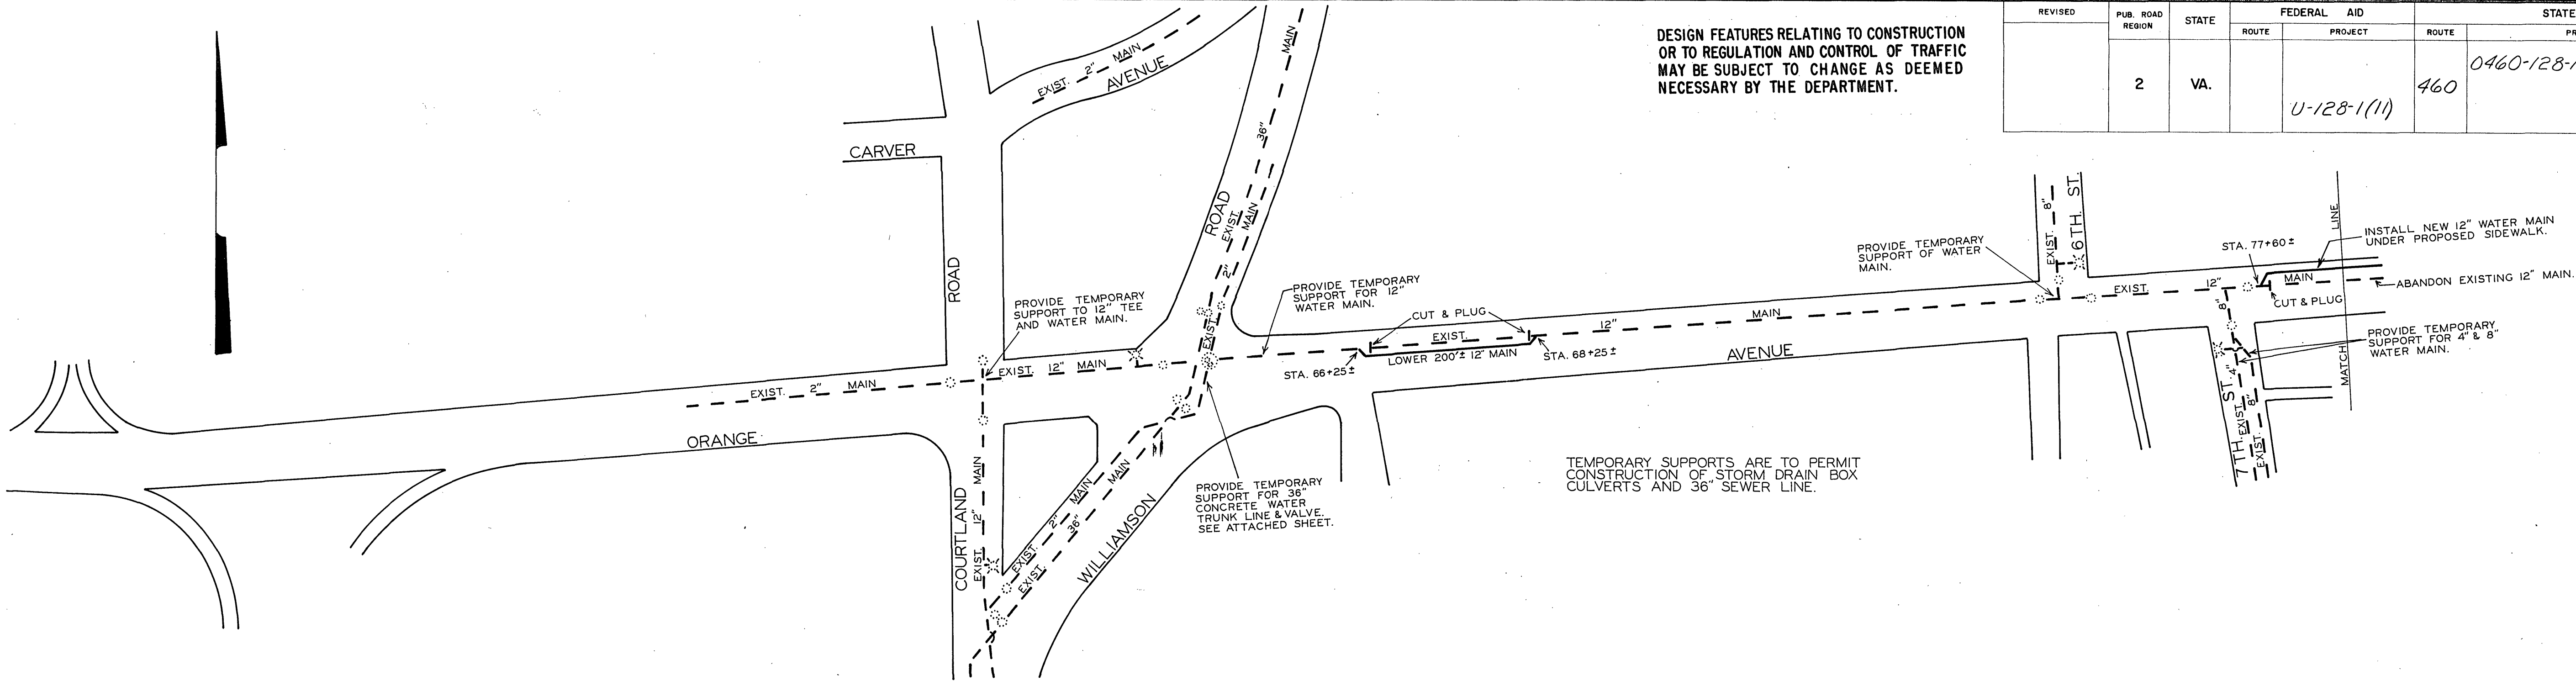 DESIGN FEATURES RELATING TO CONSTRUCTION
OR TO REGULATION AND CONTROL OF TRAFFIC
MAY BE SUBJECT TO CHANGE AS DEEMED
NECESSARY BY THE DEPARTMENT.
REVISED
PUB. ROAD
REGION
STATE
FEDERAL AID
STATE
ROUTE
PROJECT
ROUTE
PR
2
VA.
U-128-1(11)
460
0460-128-1
EXIST. 2" MAIN
AVENUE
CARVER
ROAD
MAIN
36"
ROAD
EXIST.
MAIN
2"
EXIST.
PROVIDE TEMPORARY
SUPPORT TO 12" TEE
AND WATER MAIN.
PROVIDE TEMPORARY
SUPPORT FOR 12"
WATER MAIN.
CUT & PLUG
EXIST.
LOWER 200'± 12" MAIN
STA. 66+25±
STA. 68+25±
12"
MAIN
AVENUE
PROVIDE TEMPORARY
SUPPORT OF WATER
MAIN.
EXIST. 8"
6TH. ST.
STA. 77+60±
LINE
INSTALL NEW 12" WATER MAIN
UNDER PROPOSED SIDEWALK.
EXIST.
12"
MAIN
ABANDON EXISTING 12" MAIN.
CUT & PLUG
8"
PROVIDE TEMPORARY
SUPPORT FOR 4" & 8"
WATER MAIN.
MATCH
7TH. ST.
EXIST. 4"
EXIST. 8"
EXIST. 2" MAIN
EXIST. 12" MAIN
ORANGE
COURTLAND
EXIST. 12" MAIN
EXIST. 2" MAIN
EXIST. 36" MAIN
WILLIAMSON
PROVIDE TEMPORARY
SUPPORT FOR 36"
CONCRETE WATER
TRUNK LINE & VALVE.
SEE ATTACHED SHEET.
TEMPORARY SUPPORTS ARE TO PERMIT
CONSTRUCTION OF STORM DRAIN BOX
CULVERTS AND 36" SEWER LINE.